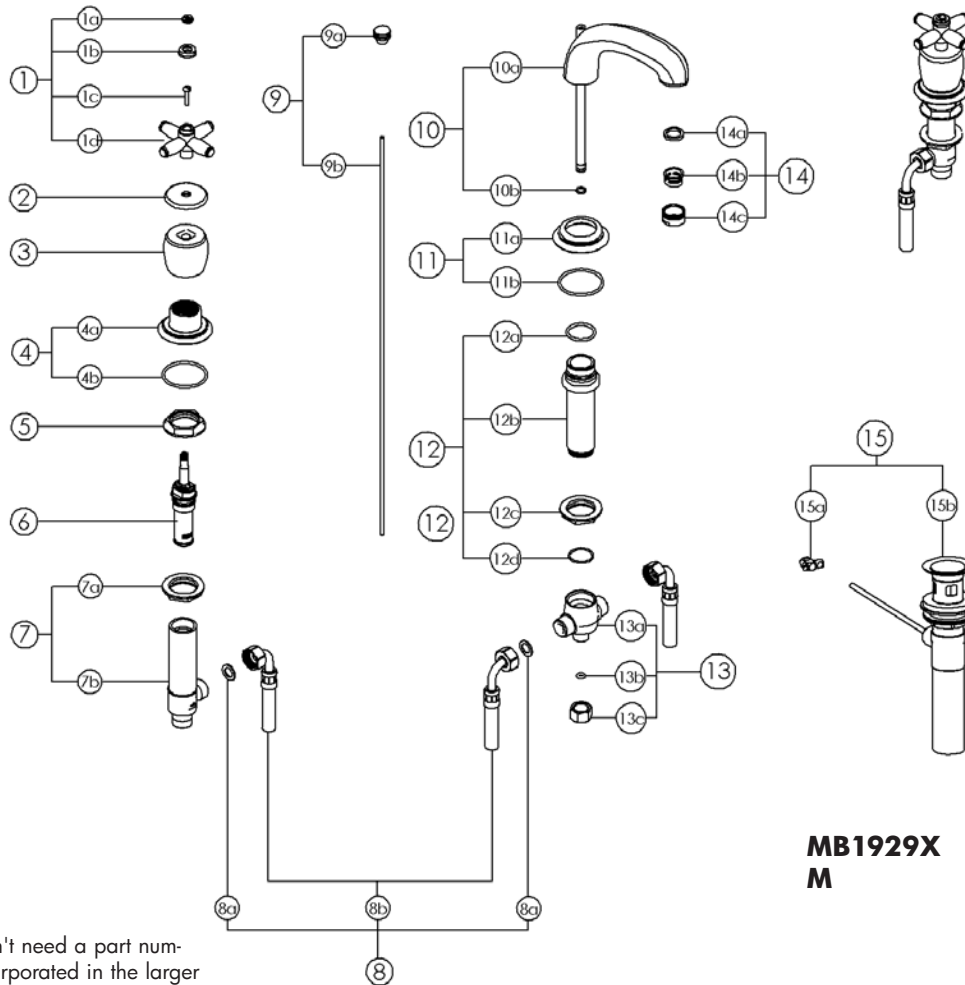 1a
1b
1
1c
1d
2
3
4a
4
4b
5
6
7a
7
7b
9a
9
9b
10a
10
10b
14a
14b
14
14c
11a
11
11b
12a
12b
12
12c
12
12d
13a
13b
13
13c
15
15a
15b
8a
8b
8a
8
MB1929X
M
't need a part num-
rporated in the larger